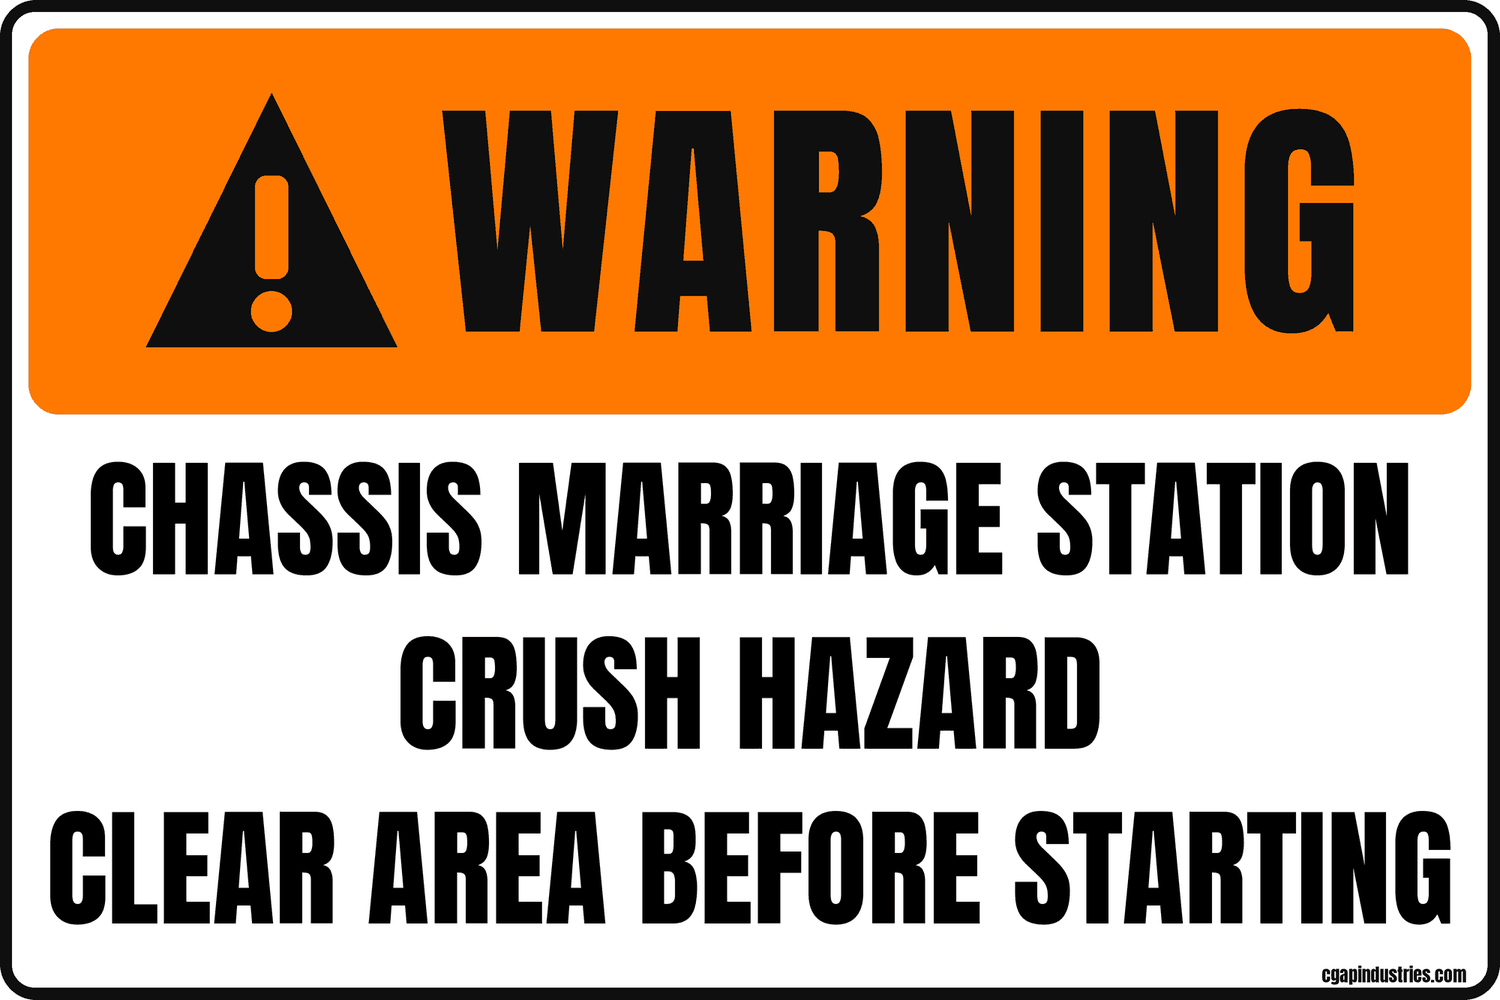 WARNING
CHASSIS MARRIAGE STATION
CRUSH HAZARD
CLEAR AREA BEFORE STARTING
cgapindustries.com